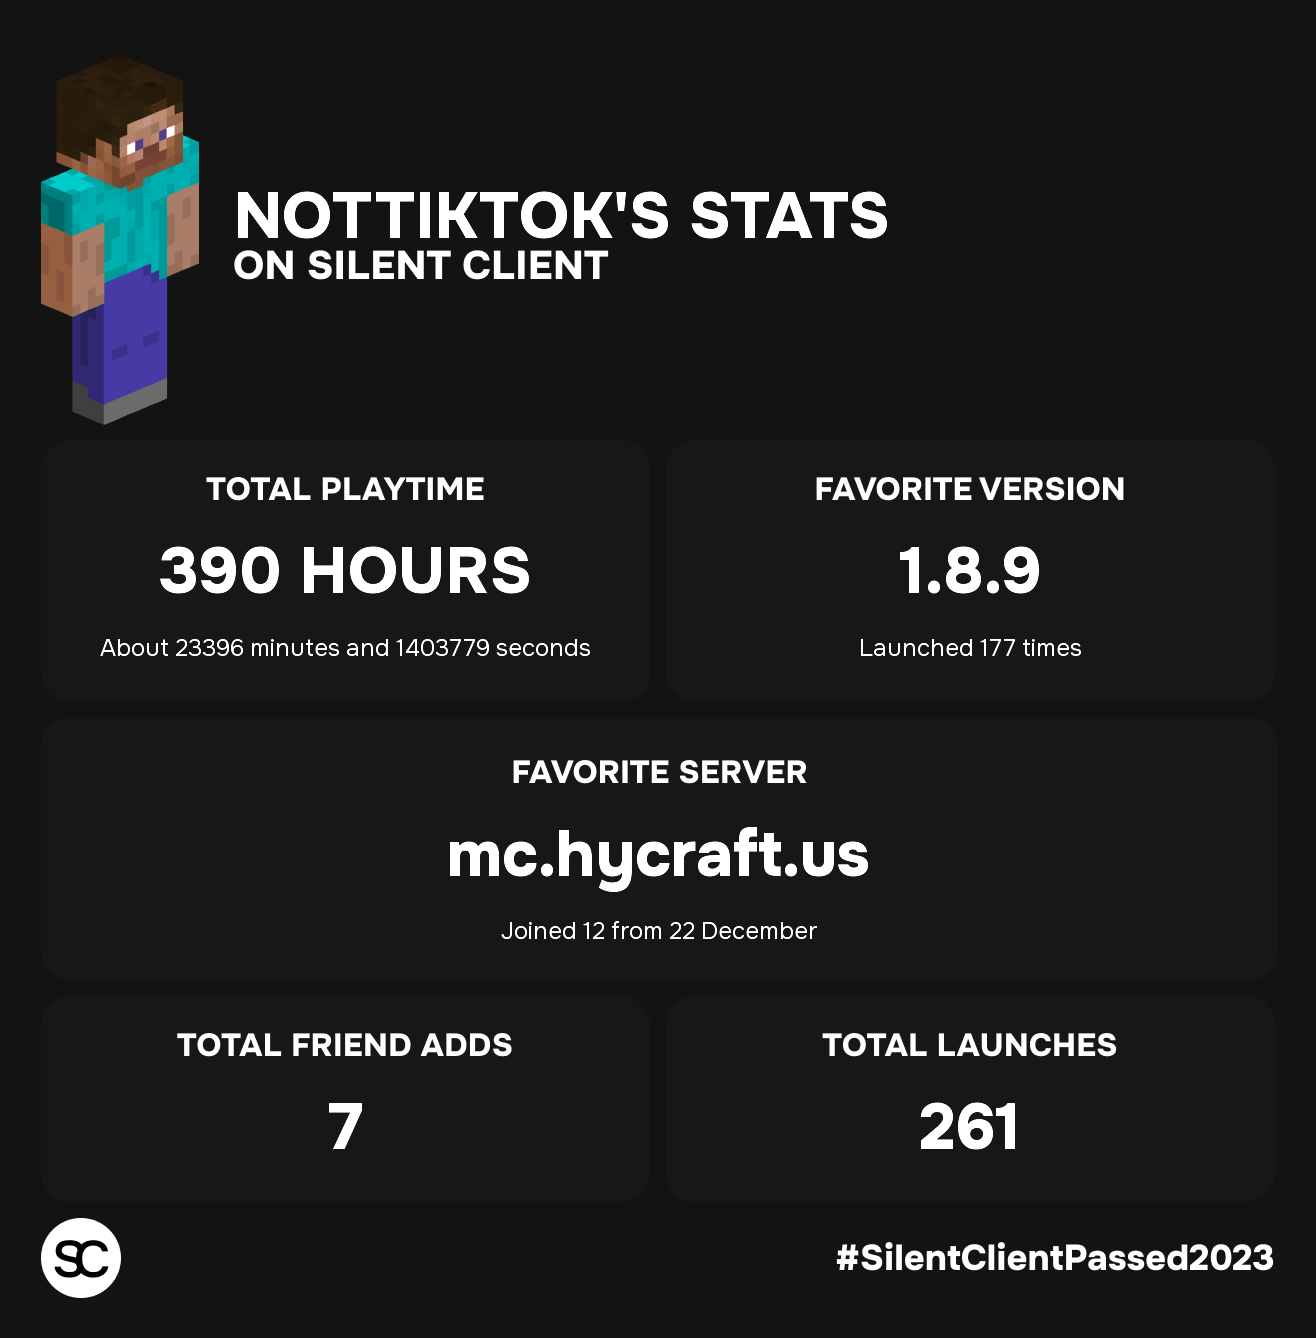 NOTTIKTOK'S STATS
ON SILENT CLIENT
TOTAL PLAYTIME
390 HOURS
About 23396 minutes and 1403779 seconds
FAVORITE VERSION
1.8.9
Launched 177 times
FAVORITE SERVER
mc.hycraft.us
Joined 12 from 22 December
TOTAL FRIEND ADDS
7
TOTAL LAUNCHES
261
SC
#SilentClientPassed2023